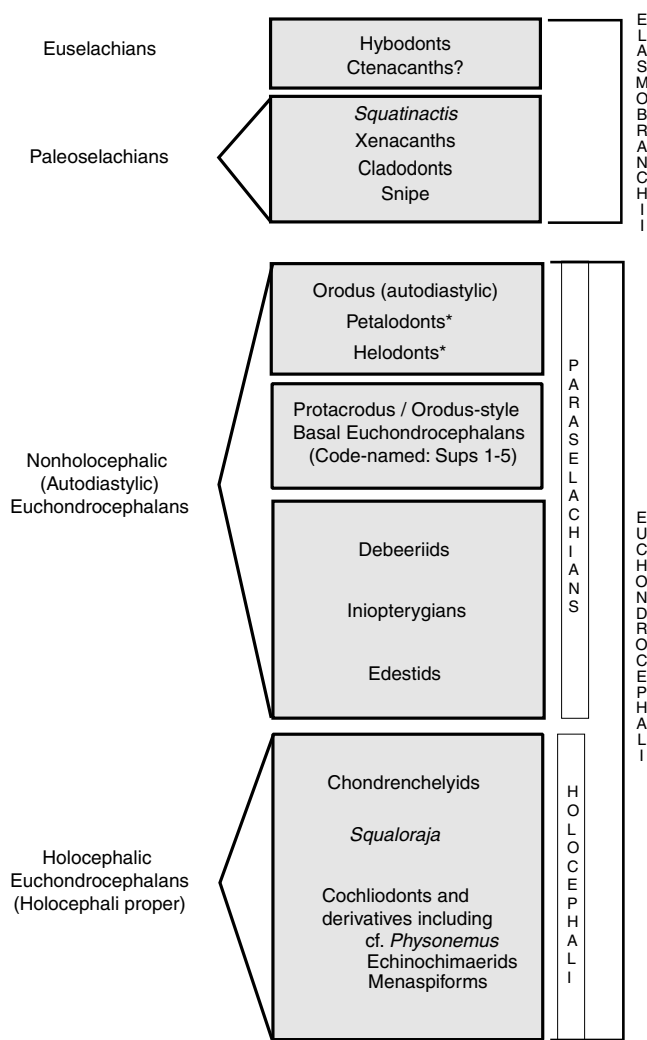 Euselachians
Hybodonts
Ctenacanths?
Paleoselachians
Squatinactis
Xenacanths
Cladodonts
Snipe
ELASMOBRANCHII
Nonholocephalic
(Autodiastylic)
Euchondrocephalans
Orodus (autodiastylic)
Petalodonts*
Helodonts*
Protacrodus / Orodus-style
Basal Euchondrocephalans
(Code-named: Sups 1-5)
Debeeriids
Iniopterygians
Edestids
PARASELACHIANS
EUCHONDROCEPHALI
Holocephalic
Euchondrocephalans
(Holocephali proper)
Chondrenchelyids
Squaloraja
Cochliodonts and
derivatives including
cf. Physonemus
Echinochimaerids
Menaspiforms
HOLOCEPHALI